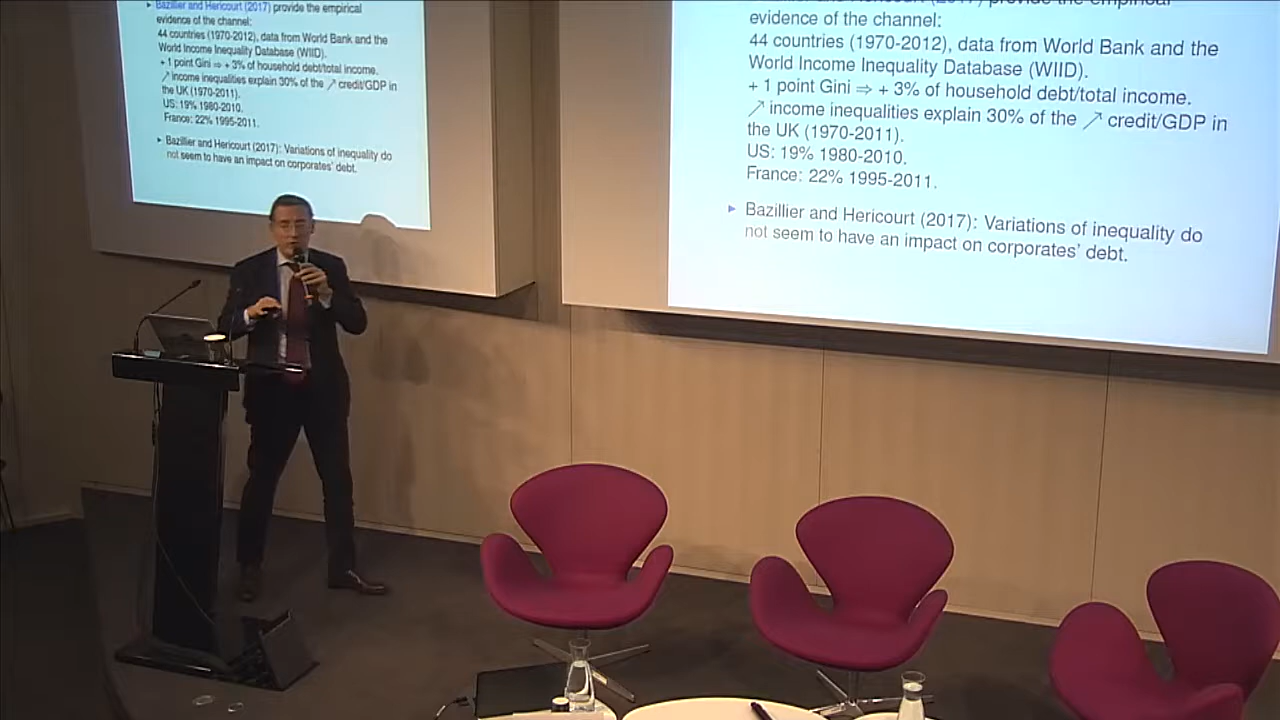 ▸ Bazillier and Hericourt (2017) provide the empirical
evidence of the channel:
44 countries (1970-2012), data from World Bank and the
World Income Inequality Database (WIID).
+ 1 point Gini ⇒ + 3% of household debt/total income.
↗ income inequalities explain 30% of the ↗ credit/GDP in
the UK (1970-2011).
US: 19% 1980-2010.
France: 22% 1995-2011.
▸ Bazillier and Hericourt (2017): Variations of inequality do
not seem to have an impact on corporates' debt.
evidence of the channel:
44 countries (1970-2012), data from World Bank and the
World Income Inequality Database (WIID).
+ 1 point Gini ⇒ + 3% of household debt/total income.
↗ income inequalities explain 30% of the ↗ credit/GDP in
the UK (1970-2011).
US: 19% 1980-2010.
France: 22% 1995-2011.
▸ Bazillier and Hericourt (2017): Variations of inequality do
not seem to have an impact on corporates' debt.